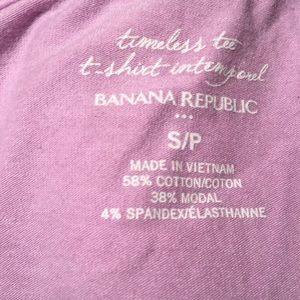 timeless tee
t-shirt intemporel
BANANA REPUBLIC
S/P
MADE IN VIETNAM
58% COTTON/COTON
38% MODAL
4% SPANDEX/ÉLASTHANNE